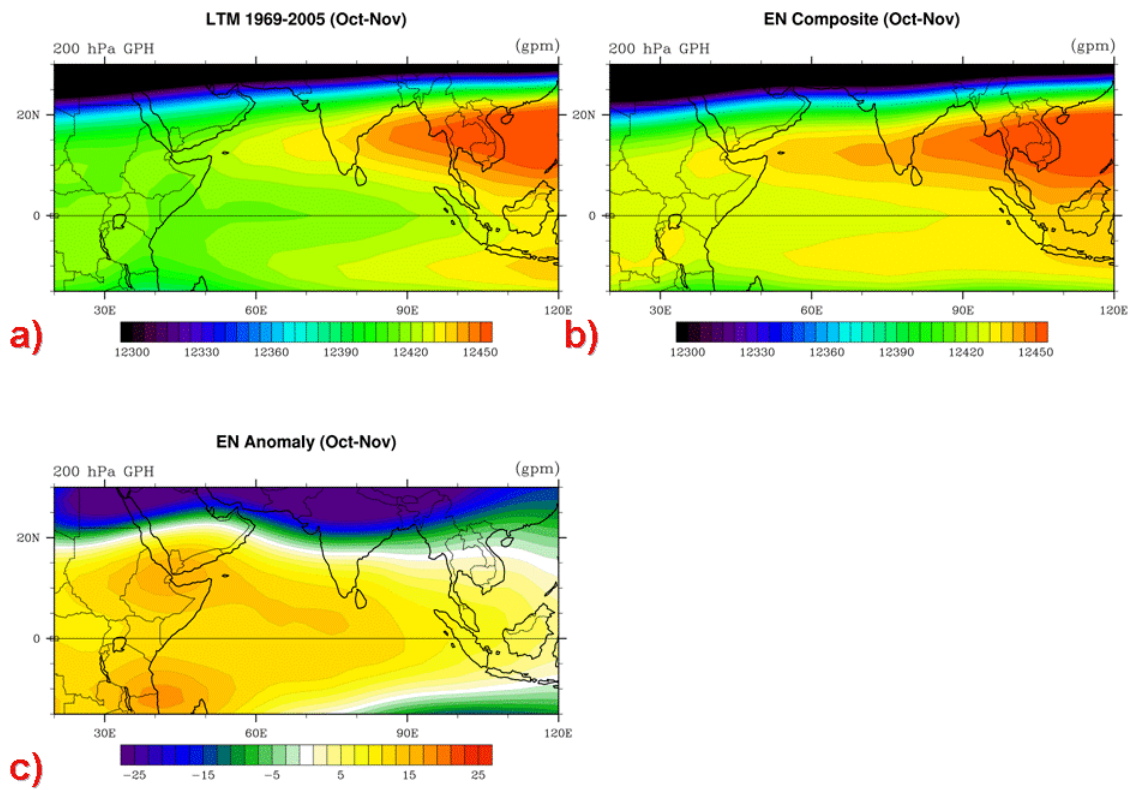 LTM 1969-2005 (Oct-Nov)
200 hPa GPH (gpm)
20N
0
30E 60E 90E 120E
12300 12330 12360 12390 12420 12450
a)
EN Composite (Oct-Nov)
200 hPa GPH (gpm)
20N
0
30E 60E 90E 120E
12300 12330 12360 12390 12420 12450
b)
EN Anomaly (Oct-Nov)
200 hPa GPH (gpm)
20N
0
30E 60E 90E 120E
−25 −15 −5 5 15 25
c)